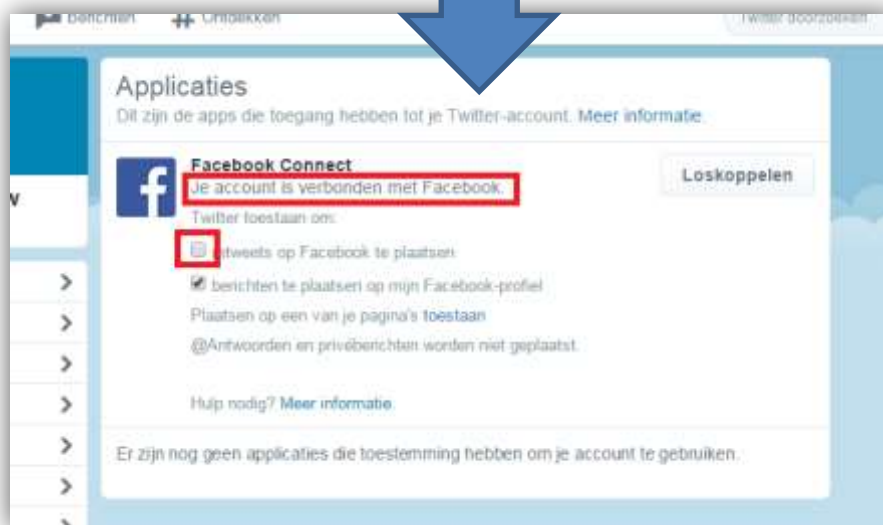 Berichten Ontdekken Twitter doorzoeken
Applicaties
Dit zijn de apps die toegang hebben tot je Twitter-account. Meer informatie.
Facebook Connect
Je account is verbonden met Facebook.
Loskoppelen
Twitter toestaan om:
retweets op Facebook te plaatsen
berichten te plaatsen op mijn Facebook-profiel
Plaatsen op een van je pagina's toestaan
@Antwoorden en privéberichten worden niet geplaatst.
Hulp nodig? Meer informatie.
Er zijn nog geen applicaties die toestemming hebben om je account te gebruiken.